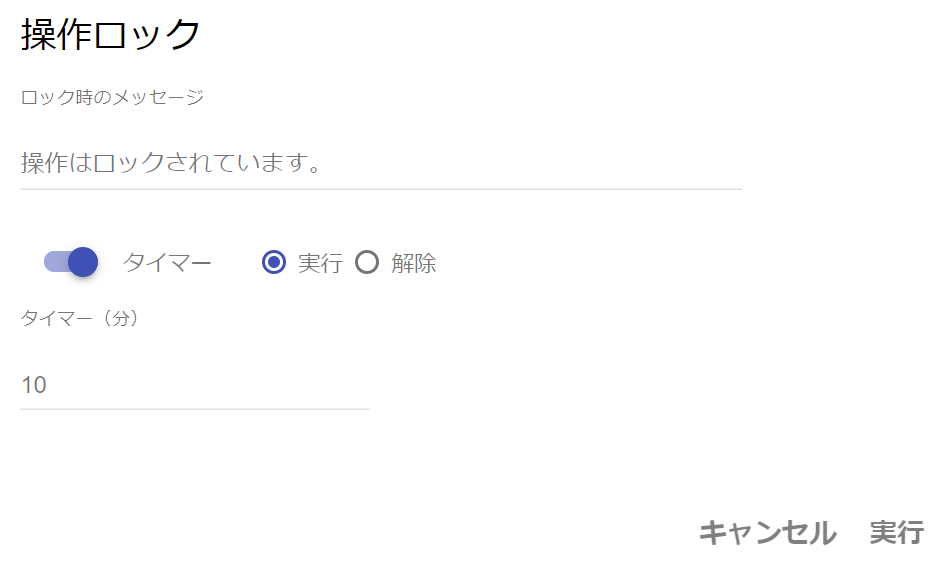 操作ロック
ロック時のメッセージ
操作はロックされています。
タイマー 実行 解除
タイマー（分）
10
キャンセル 実行